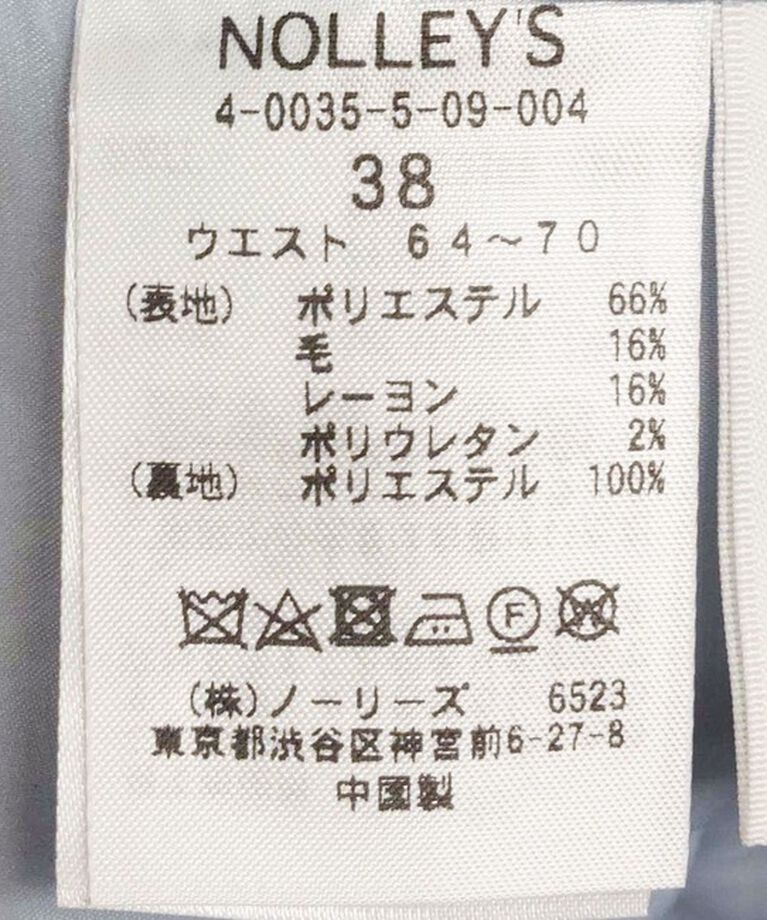 NOLLEY'S
4-0035-5-09-004
38
ウエスト 64~70
(表地) ポリエステル 66%
毛 16%
レーヨン 16%
ポリウレタン 2%
(裏地) ポリエステル 100%
F W
(株)ノーリーズ 6523
東京都渋谷区神宮前6-27-8
中国製